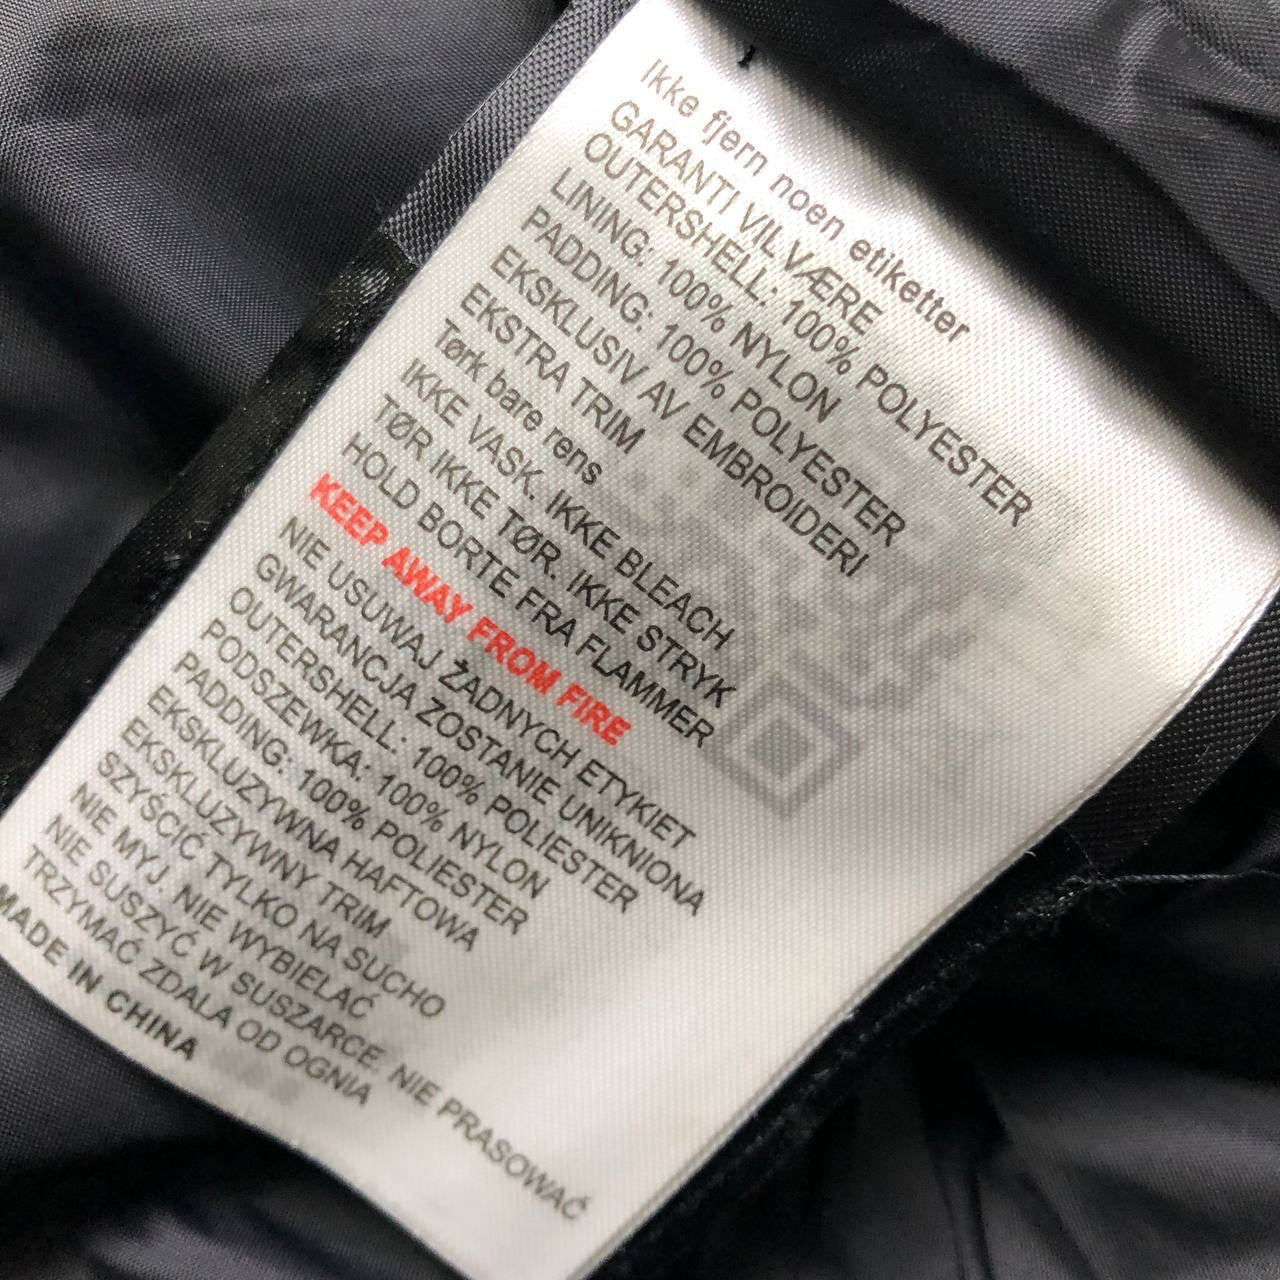 Ikke fjern noen etiketter
GARANTI VIL VÆRE
OUTERSHELL: 100% POLYESTER
LINING: 100% NYLON
PADDING: 100% POLYESTER
EKSKLUSIV AV EMBROIDERI
EKSTRA TRIM
Tørk bare rens
IKKE VASK. IKKE BLEACH
TØR IKKE TØR. IKKE STRYK
HOLD BORTE FRA FLAMMER
KEEP AWAY FROM FIRE
NIE USUWAJ ŻADNYCH ETYKIET
GWARANCJA ZOSTANIE UNIKNIONA
OUTERSHELL: 100% POLIESTER
PODSZEWKA: 100% NYLON
PADDING: 100% POLIESTER
EKSKLUZYWNA HAFTOWA
EKSKLUZYWNY TRIM
SZYŚCIĆ TYLKO NA SUCHO
NIE MYJ. NIE WYBIELAĆ
NIE SUSZYĆ W SUSZARCE. NIE PRASOWAĆ
TRZYMAĆ ZDALA OD OGNIA
MADE IN CHINA